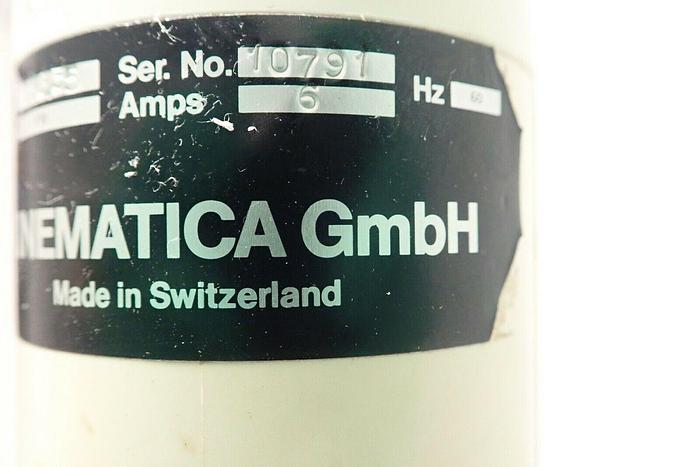 Ser. No. 10791
Amps 6 Hz 60
NEMATICA GmbH
Made in Switzerland